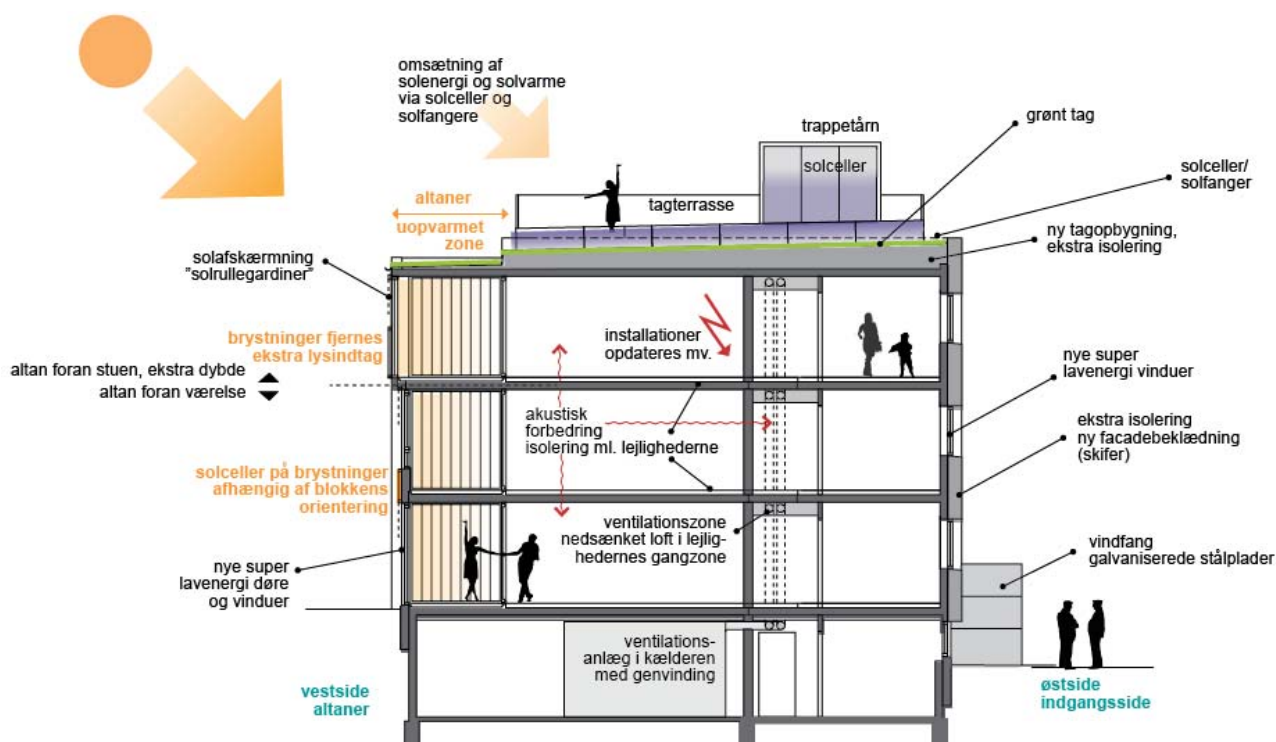 omsætning af
solenergi og solvarme
via solceller og
solfangere
trappetårn
grønt tag
solceller
solceller/
solfanger
altaner
tagterrasse
uopvarmet
zone
ny tagopbygning,
ekstra isolering
solafskærmning
"solrullegardiner"
brystninger fjernes
ekstra lysindtag
installationer
opdateres mv.
altan foran stuen, ekstra dybde
altan foran værelse
nye super
lavenergi vinduer
akustisk
forbedring
isolering ml. lejlighederne
ekstra isolering
ny facadebeklædning
(skifer)
solceller på brystninger
afhængig af blokkens
orientering
ventilationszone
nedsænket loft i lejlig-
hedernes gangzone
vindfang
galvaniserede stålplader
nye super
lavenergi døre
og vinduer
ventilations-
anlæg i kælderen
med genvinding
vestside
altaner
østside
indgangsside